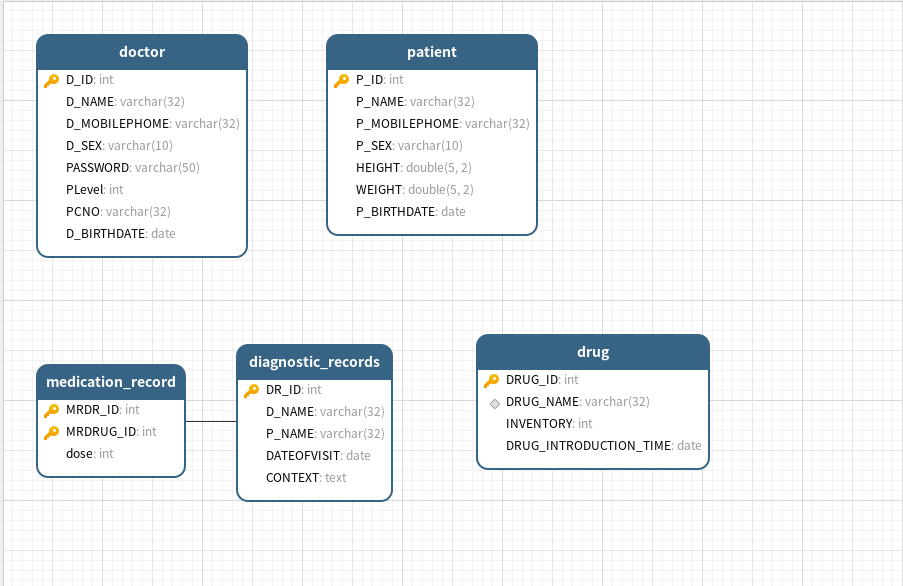 doctor
D_ID: int
D_NAME: varchar(32)
D_MOBILEPHOME: varchar(32)
D_SEX: varchar(10)
PASSWORD: varchar(50)
PLevel: int
PCNO: varchar(32)
D_BIRTHDATE: date
patient
P_ID: int
P_NAME: varchar(32)
P_MOBILEPHOME: varchar(32)
P_SEX: varchar(10)
HEIGHT: double(5, 2)
WEIGHT: double(5, 2)
P_BIRTHDATE: date
medication_record
MRDR_ID: int
MRDRUG_ID: int
dose: int
diagnostic_records
DR_ID: int
D_NAME: varchar(32)
P_NAME: varchar(32)
DATEOFVISIT: date
CONTEXT: text
drug
DRUG_ID: int
DRUG_NAME: varchar(32)
INVENTORY: int
DRUG_INTRODUCTION_TIME: date